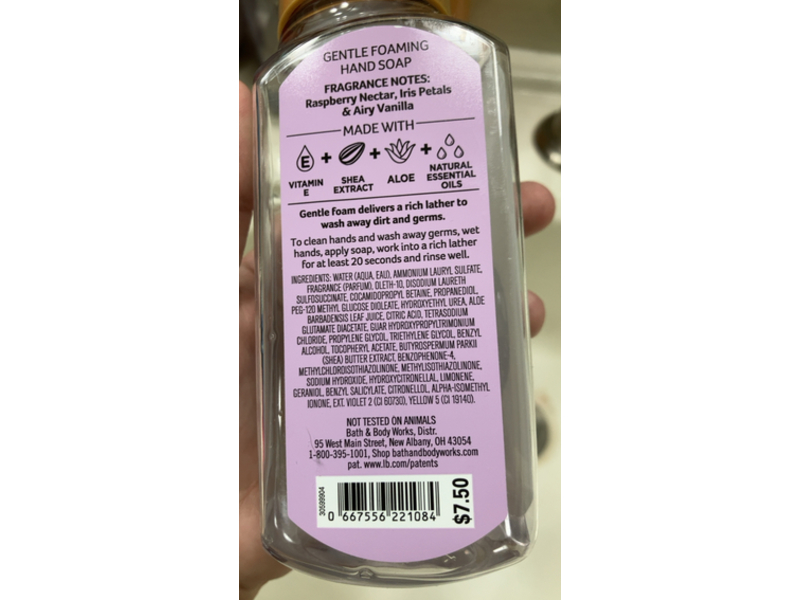 GENTLE FOAMING
HAND SOAP
FRAGRANCE NOTES:
Raspberry Nectar, Iris Petals
& Airy Vanilla
MADE WITH
E
VITAMIN
E
+
SHEA
EXTRACT
+
ALOE
+
NATURAL
ESSENTIAL
OILS
Gentle foam delivers a rich lather to
wash away dirt and germs.
To clean hands and wash away germs, wet
hands, apply soap, work into a rich lather
for at least 20 seconds and rinse well.
INGREDIENTS: WATER (AQUA, EAU), AMMONIUM LAURYL SULFATE,
FRAGRANCE (PARFUM), OLETH-10, DISODIUM LAURETH
SULFOSUCCINATE, COCAMIDOPROPYL BETAINE, PROPANEDIOL,
PEG-120 METHYL GLUCOSE DIOLEATE, HYDROXYETHYL UREA, ALOE
BARBADENSIS LEAF JUICE, CITRIC ACID, TETRASODIUM
GLUTAMATE DIACETATE, GUAR HYDROXYPROPYLTRIMONIUM
CHLORIDE, PROPYLENE GLYCOL, TRIETHYLENE GLYCOL, BENZYL
ALCOHOL, TOCOPHERYL ACETATE, BUTYROSPERMUM PARKII
(SHEA) BUTTER EXTRACT, BENZOPHENONE-4,
METHYLCHLOROISOTHIAZOLINONE, METHYLISOTHIAZOLINONE,
SODIUM HYDROXIDE, HYDROXYCITRONELLAL, LIMONENE,
GERANIOL, BENZYL SALICYLATE, CITRONELLOL, ALPHA-ISOMETHYL
IONONE, EXT. VIOLET 2 (CI 60730), YELLOW 5 (CI 19140).
NOT TESTED ON ANIMALS
Bath & Body Works, Distr.
95 West Main Street, New Albany, OH 43054
1-800-395-1001, Shop bathandbodyworks.com
pat. www.lb.com/patents
30599904
0 667556 221084
$7.50